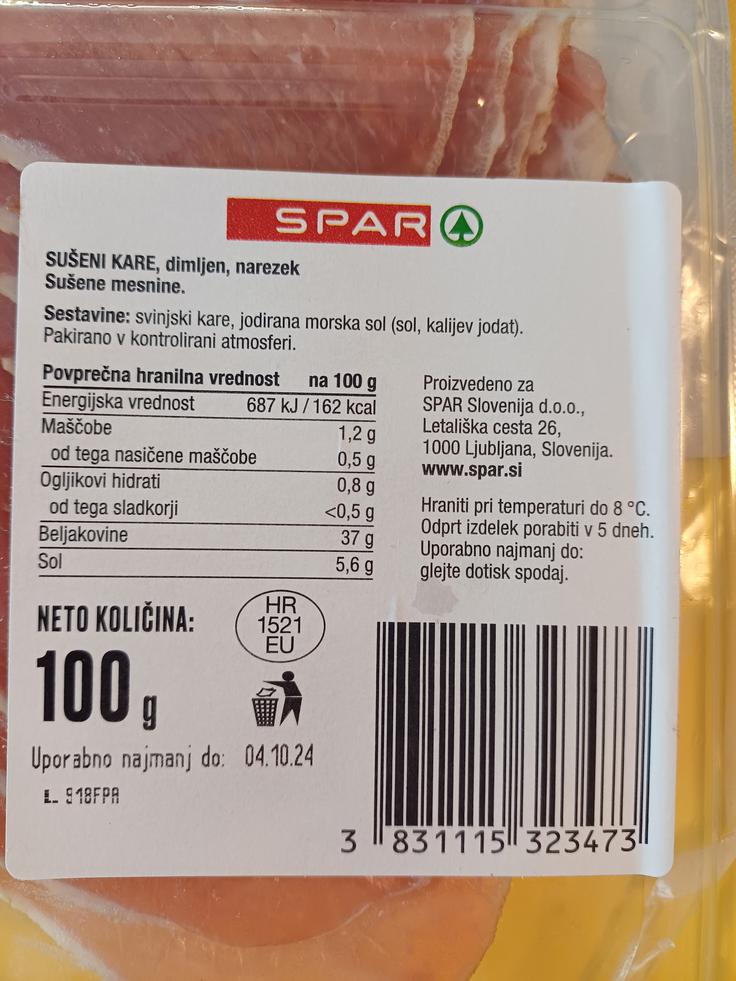 SPAR
SUŠENI KARE, dimljen, narezek
Sušene mesnine.
Sestavine: svinjski kare, jodirana morska sol (sol, kalijev jodat).
Pakirano v kontrolirani atmosferi.
Povprečna hranilna vrednost na 100 g
Energijska vrednost 687 kJ / 162 kcal
Maščobe 1,2 g
od tega nasičene maščobe 0,5 g
Ogljikovi hidrati 0,8 g
od tega sladkorji <0,5 g
Beljakovine 37 g
Sol 5,6 g
Proizvedeno za
SPAR Slovenija d.o.o.,
Letališka cesta 26,
1000 Ljubljana, Slovenija.
www.spar.si
Hraniti pri temperaturi do 8 °C.
Odprt izdelek porabiti v 5 dneh.
Uporabno najmanj do:
glejte dotisk spodaj.
NETO KOLIČINA:
100 g
HR
1521
EU
Uporabno najmanj do: 04.10.24
L. 918FPA
3 831115 323473